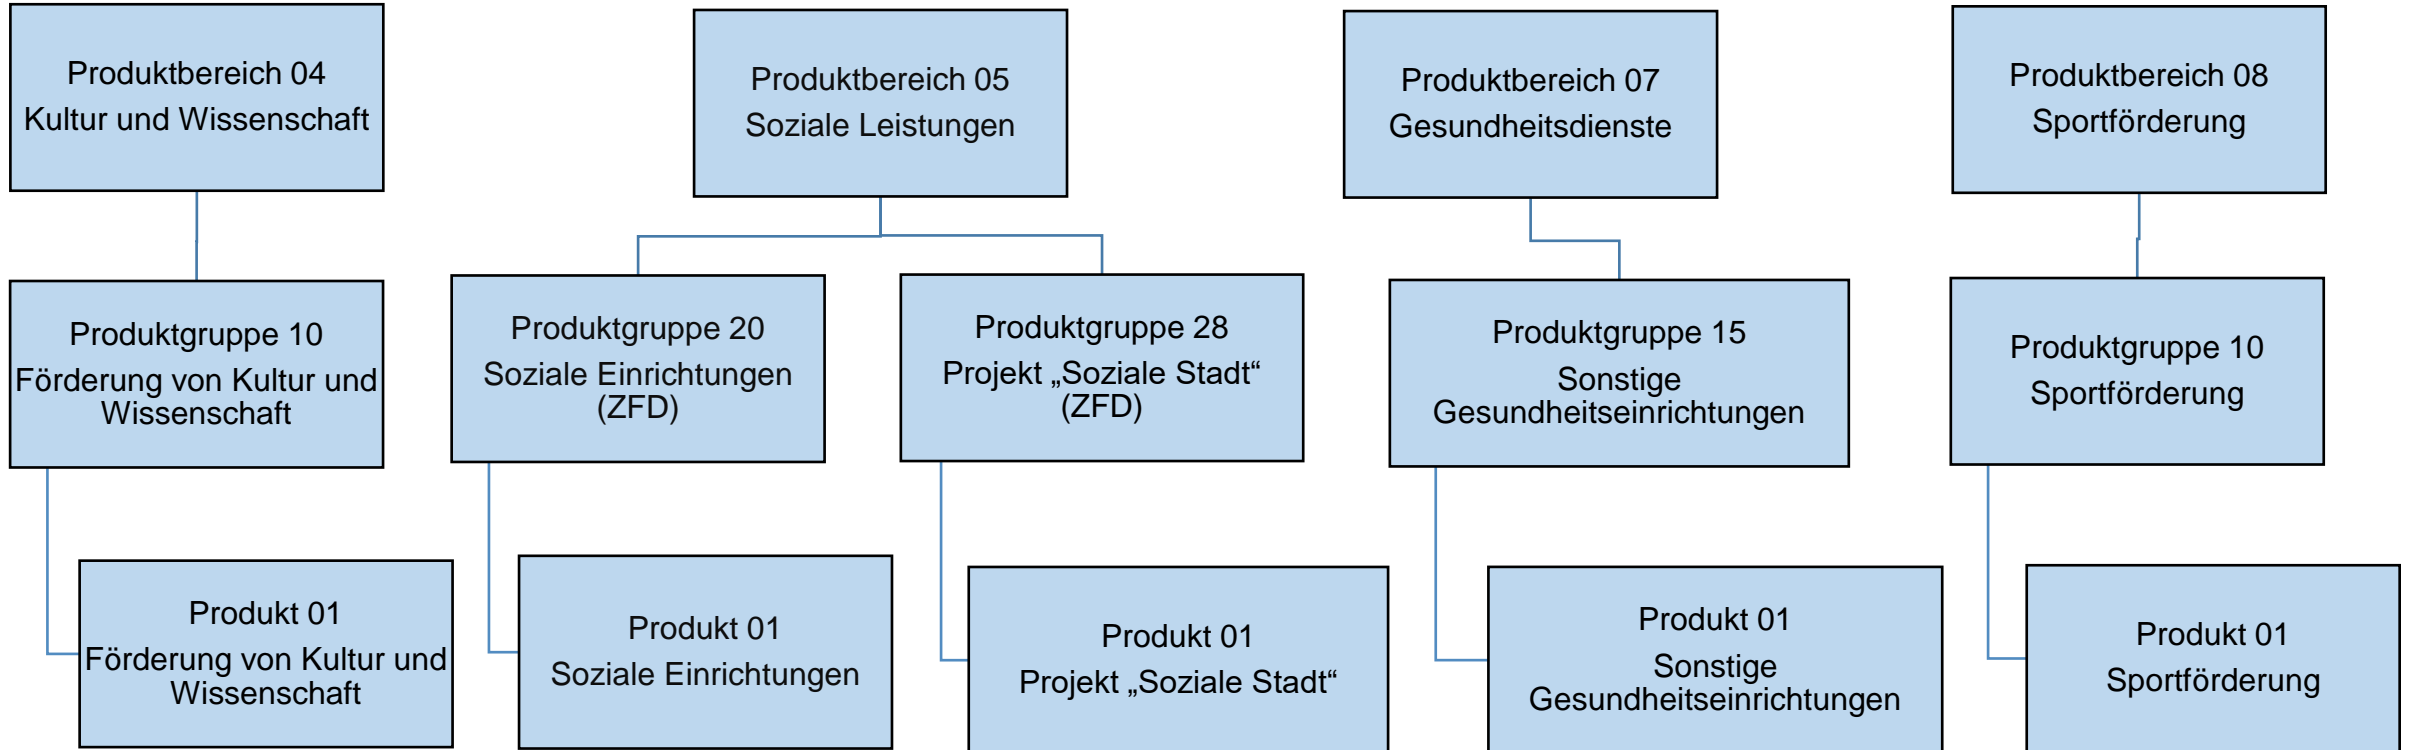 Produktbereich 04
Kultur und Wissenschaft
Produktbereich 05
Soziale Leistungen
Produktbereich 07
Gesundheitsdienste
Produktbereich 08
Sportförderung
Produktgruppe 10
Förderung von Kultur und
Wissenschaft
Produktgruppe 20
Soziale Einrichtungen
(ZFD)
Produktgruppe 28
Projekt „Soziale Stadt“
(ZFD)
Produktgruppe 15
Sonstige
Gesundheitseinrichtungen
Produktgruppe 10
Sportförderung
Produkt 01
Förderung von Kultur und
Wissenschaft
Produkt 01
Soziale Einrichtungen
Produkt 01
Projekt „Soziale Stadt“
Produkt 01
Sonstige
Gesundheitseinrichtungen
Produkt 01
Sportförderung